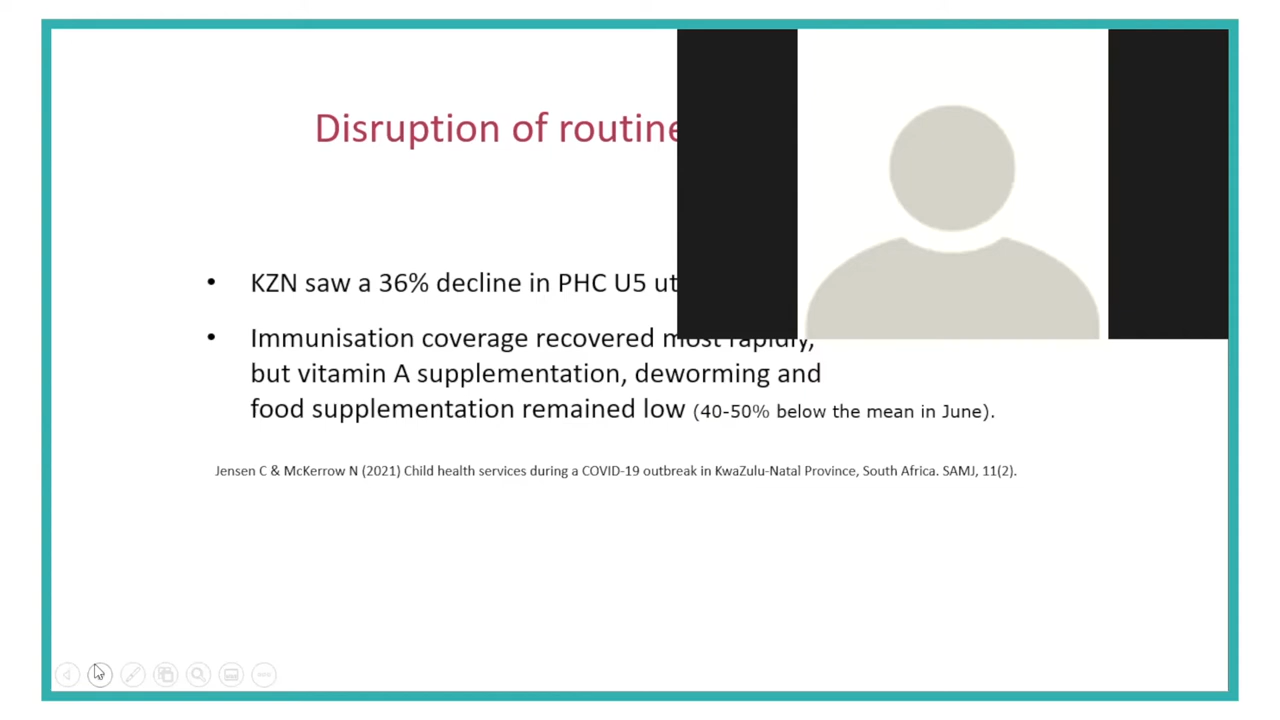 Disruption of routine
• KZN saw a 36% decline in PHC U5
• Immunisation coverage recovered most rapidly,
but vitamin A supplementation, deworming and
food supplementation remained low (40-50% below the mean in June).
Jensen C & McKerrow N (2021) Child health services during a COVID-19 outbreak in KwaZulu-Natal Province, South Africa. SAMJ, 11(2).